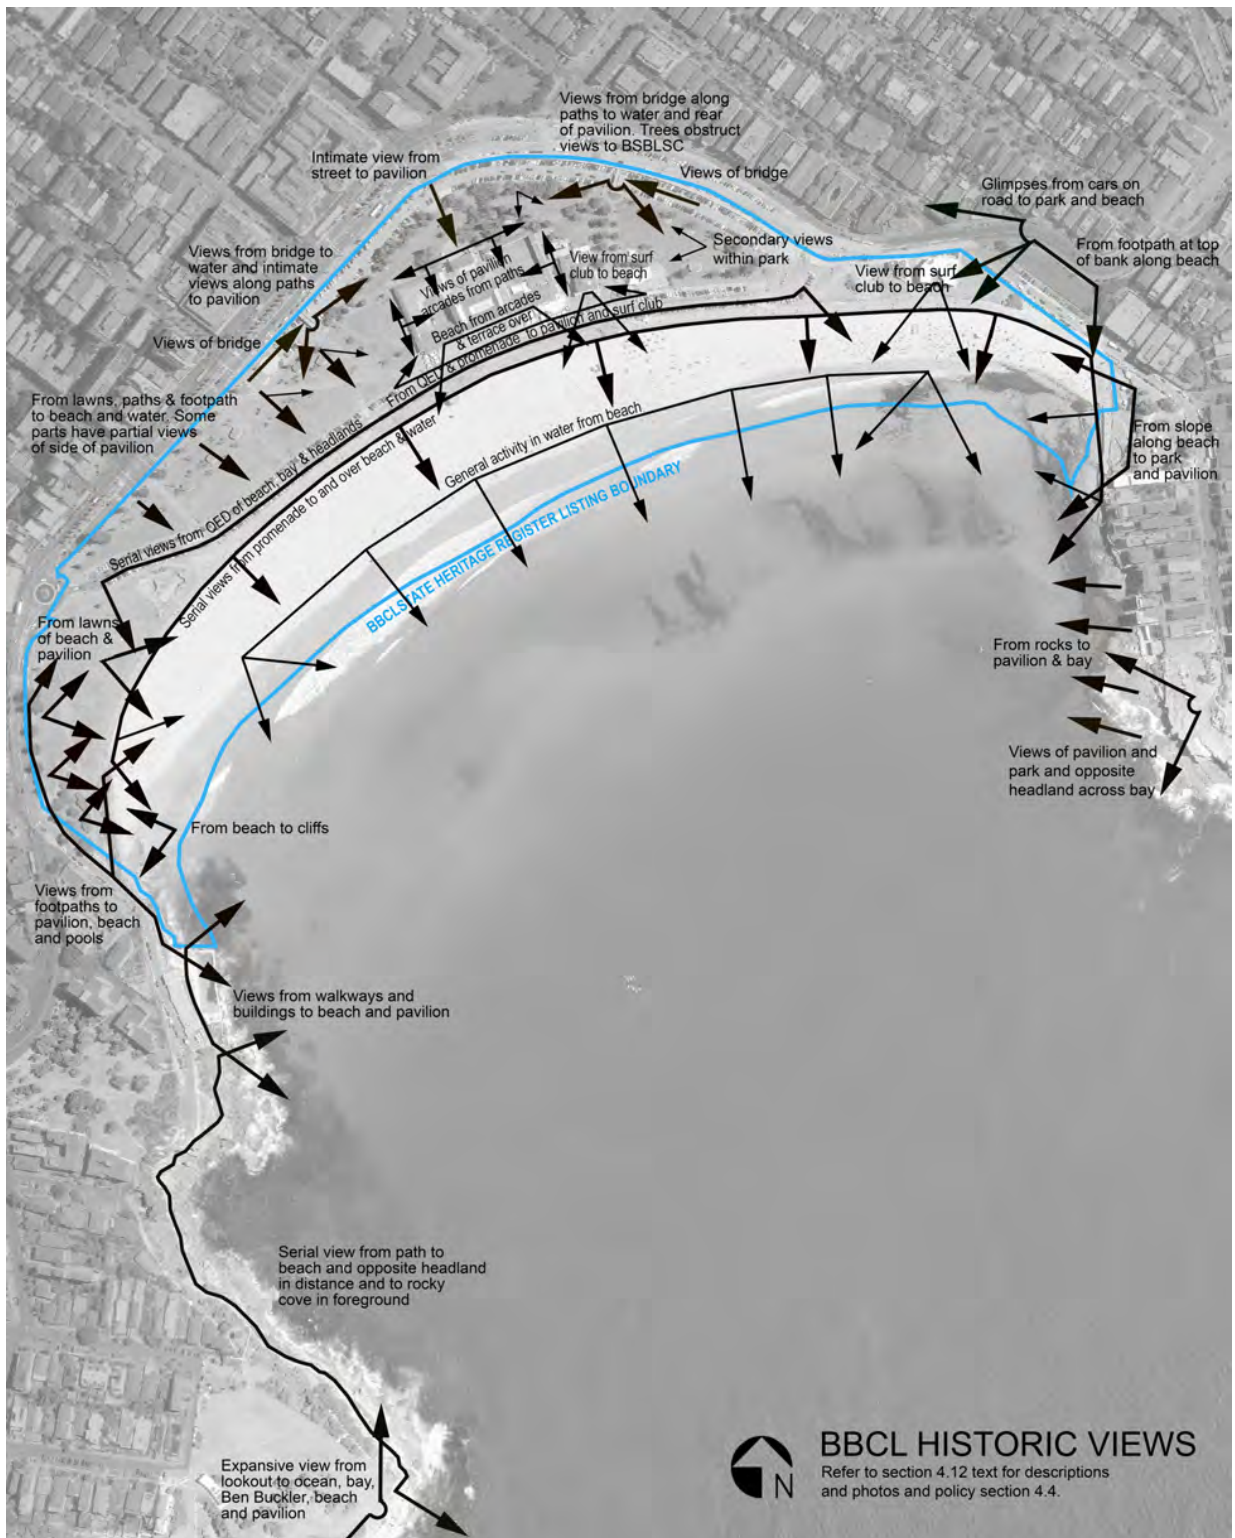 Views from bridge along
paths to water and rear
of pavilion. Trees obstruct
views to BSBLSC
Intimate view from
street to pavilion
Views of bridge
Glimpses from cars on
road to park and beach
Secondary views
within park
From footpath at top
of bank along beach
Views from bridge to
water and intimate
views along paths
to pavilion
Views of pavilion
arcades from paths
View from surf
club to beach
View from surf
club to beach
Beach from arcades
& terrace over
From QED & promenade to pavilion and surf club
Views of bridge
From lawns, paths & footpath
to beach and water. Some
parts have partial views
of side of pavilion
From slope
along beach
to park
and pavilion
General activity in water from beach
Serial views from QED of beach, bay & headlands
Serial views from promenade to and over beach & water
BBCLSTATE HERITAGE REGISTER LISTING BOUNDARY
From lawns
of beach &
pavilion
From rocks to
pavilion & bay
Views of pavilion and
park and opposite
headland across bay
From beach to cliffs
Views from
footpaths to
pavilion, beach
and pools
Views from walkways and
buildings to beach and pavilion
Serial view from path to
beach and opposite headland
in distance and to rocky
cove in foreground
Expansive view from
lookout to ocean, bay,
Ben Buckler, beach
and pavilion
N
BBCL HISTORIC VIEWS
Refer to section 4.12 text for descriptions
and photos and policy section 4.4.